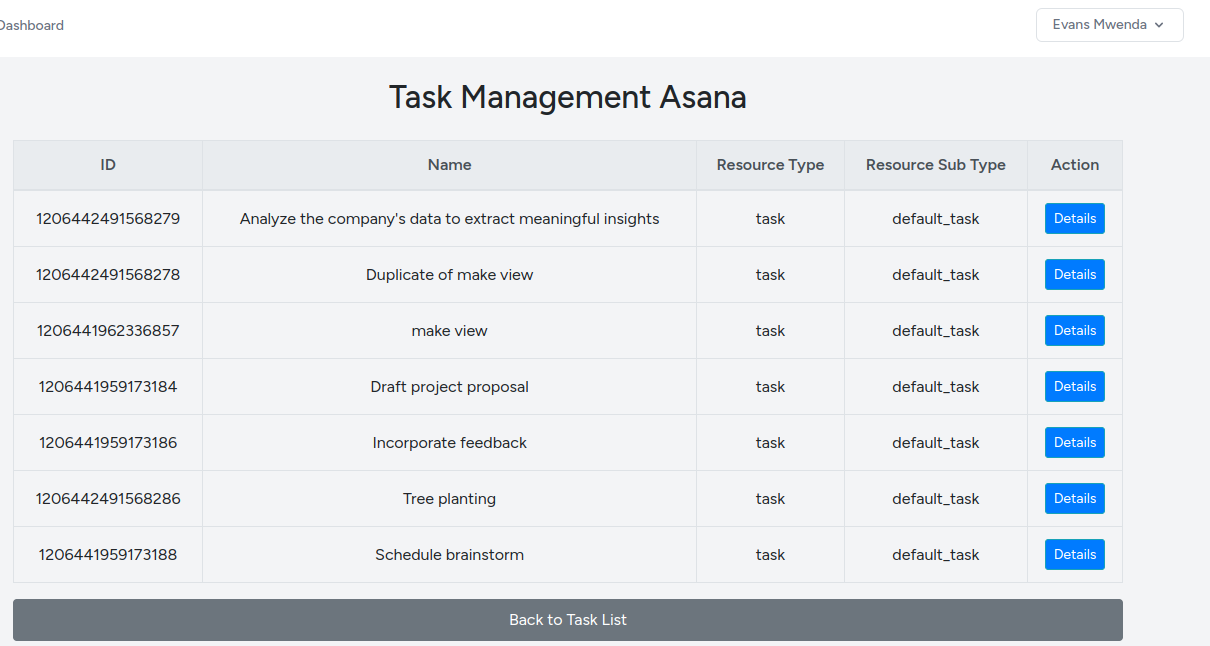 Dashboard
Evans Mwenda
Task Management Asana
ID Name Resource Type Resource Sub Type Action
1206442491568279 Analyze the company's data to extract meaningful insights task default_task Details
1206442491568278 Duplicate of make view task default_task Details
1206441962336857 make view task default_task Details
1206441959173184 Draft project proposal task default_task Details
1206441959173186 Incorporate feedback task default_task Details
1206442491568286 Tree planting task default_task Details
1206441959173188 Schedule brainstorm task default_task Details
Back to Task List